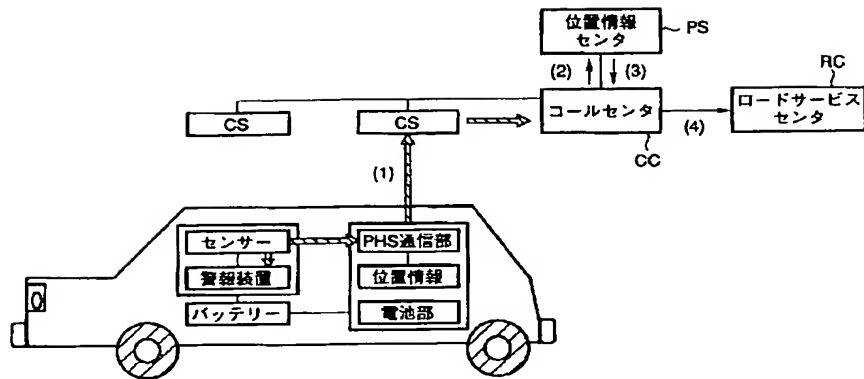 位置情報
センタ
PS
(2)
(3)
RC
CS
CS
コールセンタ
(4)
ロードサービス
センタ
CC
(1)
センサー
PHS通信部
警報装置
位置情報
バッテリー
電池部